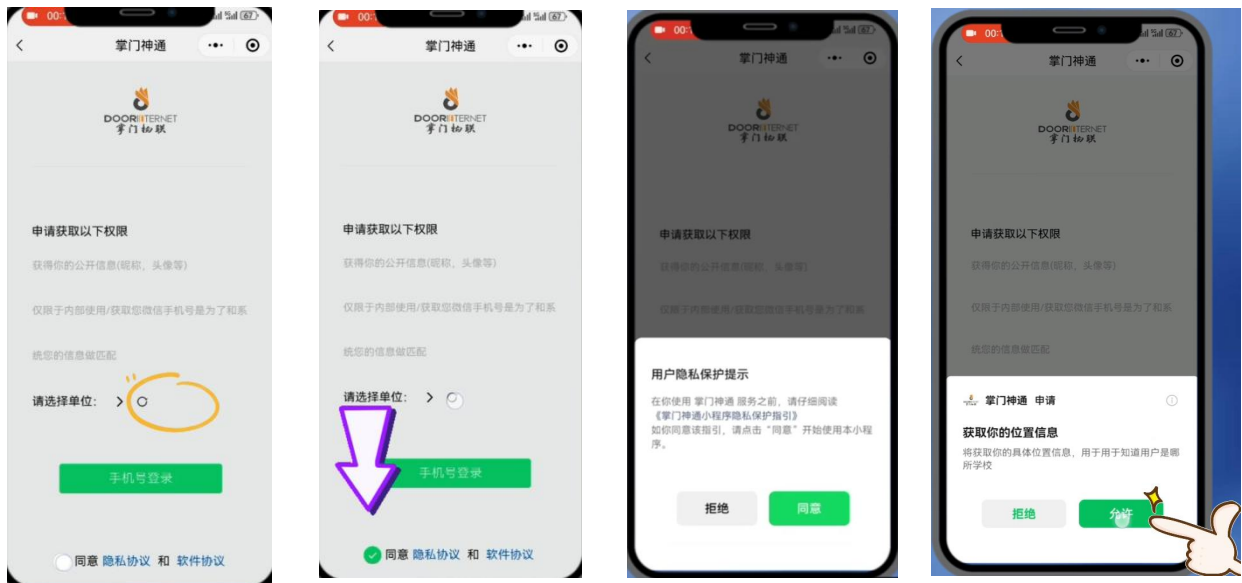 00:
67
掌门神通
DOORINTERNET
掌门物联
申请获取以下权限
获得你的公开信息(昵称、头像等)
仅限于内部使用/获取您微信手机号是为了和系
统您的信息做匹配
请选择单位:
手机号登录
同意 隐私协议 和 软件协议
00:
67
掌门神通
DOORINTERNET
掌门物联
申请获取以下权限
获得你的公开信息(昵称、头像等)
仅限于内部使用/获取您微信手机号是为了和系
统您的信息做匹配
请选择单位:
手机号登录
同意 隐私协议 和 软件协议
00:
67
掌门神通
DOORINTERNET
掌门物联
申请获取以下权限
获得你的公开信息(昵称、头像等)
仅限于内部使用/获取您微信手机号是为了和系
用户隐私保护提示
在你使用 掌门神通 服务之前，请仔细阅读
《掌门神通小程序隐私保护指引》
如你同意该指引，请点击“同意”开始使用本小程
序。
拒绝
同意
00:
67
掌门神通
DOORINTERNET
掌门物联
申请获取以下权限
获得你的公开信息(昵称、头像等)
仅限于内部使用/获取您微信手机号是为了和系
统您的信息做匹配
掌门神通 申请
获取你的位置信息
将获取你的具体位置信息，用于用于知道用户是哪
所学校
拒绝
允许